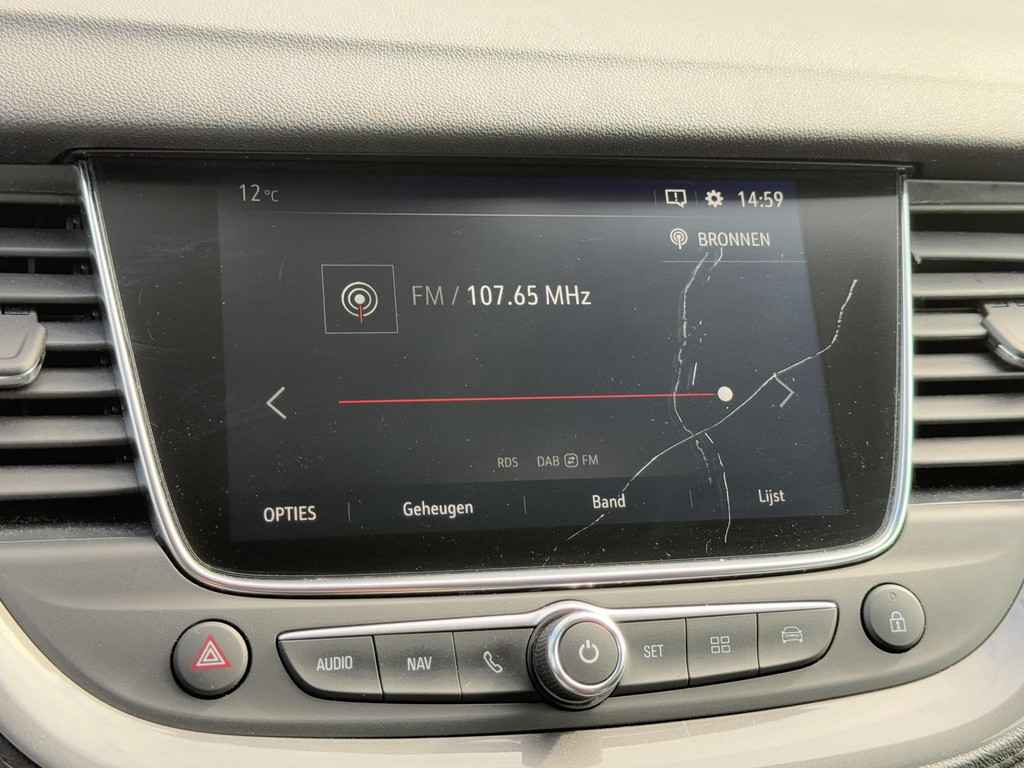 12°C
14:59
BRONNEN
FM / 107.65 MHz
RDS DAB FM
OPTIES Geheugen Band Lijst
AUDIO NAV SET